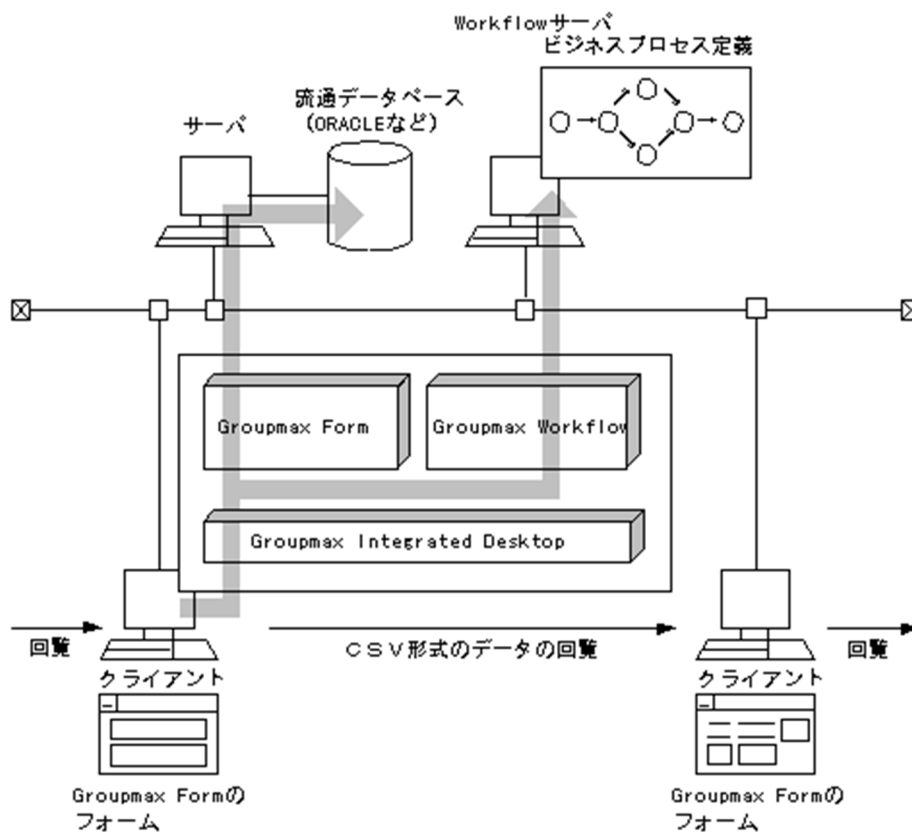 Workflowサーバ
ビジネスプロセス定義
流通データベース
(ORACLEなど)
サーバ
Groupmax Form
Groupmax Workflow
Groupmax Integrated Desktop
回覧
CSV形式のデータの回覧
回覧
クライアント
クライアント
Groupmax Formの
フォーム
Groupmax Formの
フォーム